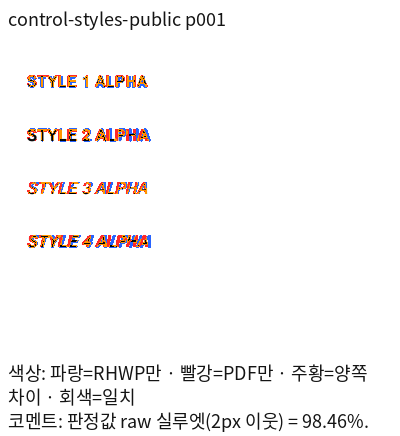 control-styles-public p001
STYLE 1 ALPHA
STYLE 2 ALPHA
STYLE 3 ALPHA
STYLE 4 ALPHA
색상: 파랑=RHWP만 · 빨강=PDF만 · 주황=양쪽
차이 · 회색=일치
코멘트: 판정값 raw 실루엣(2px 이웃) = 98.46%.